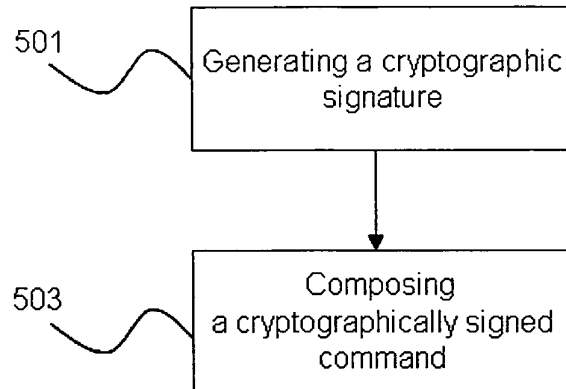 501
Generating a cryptographic
signature
503
Composing
a cryptographically signed
command